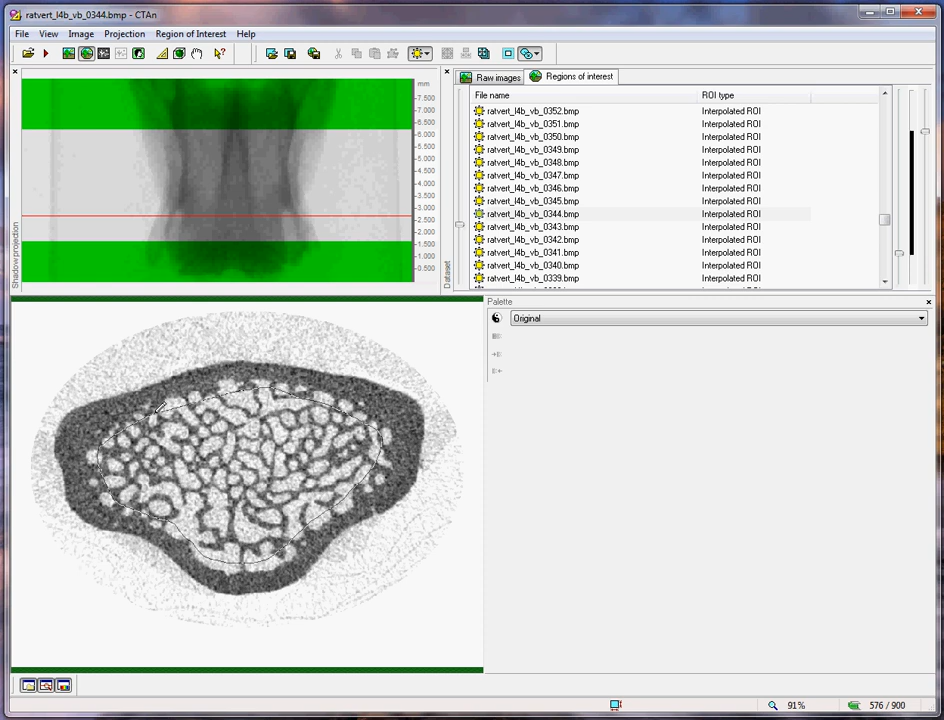 ratvert_l4b_vb_0344.bmp - CTAn
File View Image Projection Region of Interest Help
Shadow projection
mm
7.500
7.000
6.500
6.000
5.500
5.000
4.500
4.000
3.500
3.000
2.500
2.000
1.500
1.000
0.500
Dataset
Raw images Regions of interest
File name ROI type
ratvert_l4b_vb_0352.bmp Interpolated ROI
ratvert_l4b_vb_0351.bmp Interpolated ROI
ratvert_l4b_vb_0350.bmp Interpolated ROI
ratvert_l4b_vb_0349.bmp Interpolated ROI
ratvert_l4b_vb_0348.bmp Interpolated ROI
ratvert_l4b_vb_0347.bmp Interpolated ROI
ratvert_l4b_vb_0346.bmp Interpolated ROI
ratvert_l4b_vb_0345.bmp Interpolated ROI
ratvert_l4b_vb_0344.bmp Interpolated ROI
ratvert_l4b_vb_0343.bmp Interpolated ROI
ratvert_l4b_vb_0342.bmp Interpolated ROI
ratvert_l4b_vb_0341.bmp Interpolated ROI
ratvert_l4b_vb_0340.bmp Interpolated ROI
ratvert_l4b_vb_0339.bmp Interpolated ROI
Palette
Original
91% 576 / 900